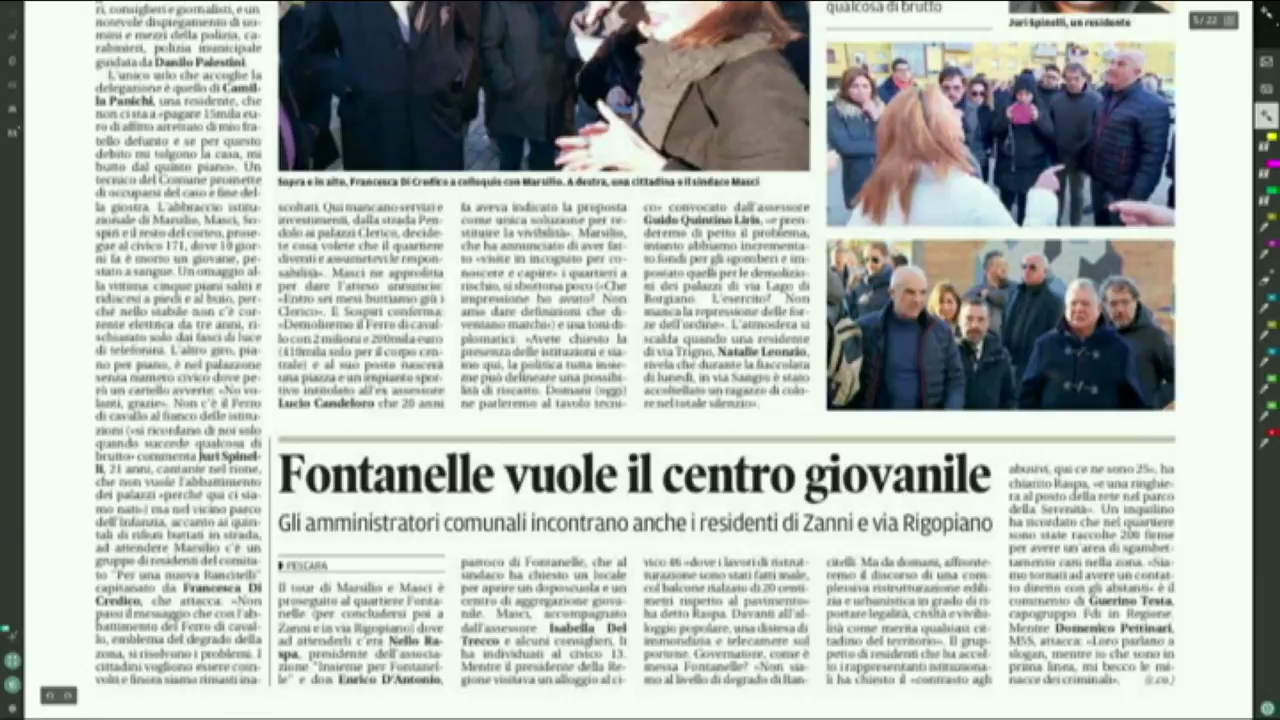 ri, consiglieri e giornalisti, e un
notevole dispiegamento di uo-
mini e mezzi della polizia, ca-
rabinieri, polizia municipale
guidata da Danilo Palestini.
L'unico urlo che accoglie la
delegazione è quello di Camil-
la Panichi, una residente, che
non ci sta a «pagare 15mila eu-
ro di affitto arretrato di mio fra-
tello defunto e se per questo
debito mi tolgono la casa, mi
butto dal quinto piano». Un
tecnico del Comune promette
di occuparsi del caso e fine del-
la giostra. L'abbraccio istitu-
zionale di Marsilio, Masci, So-
spiri e il resto del corteo, prose-
gue al civico 171, dove 10 gior-
ni fa è morto un giovane, pe-
stato a sangue. Un omaggio al-
la vittima: cinque piani saliti e
ridiscesi a piedi e al buio, per-
ché nello stabile non c'è cor-
rente elettrica da tre anni, ri-
schiarato solo dai fasci di luce
di telefonini. L'altro giro, pia-
no per piano, è nel palazzone
senza numero civico dove pe-
rò un cartello avverte: «No vo-
lanti, grazie». Non c'è il Ferro
di cavallo al fianco delle istitu-
zioni («si ricordano di noi solo
quando succede qualcosa di
brutto» commenta Juri Spinel-
li, 21 anni, cantante nel rione,
che non vuole l'abbattimento
dei palazzi «perché qui ci sia-
mo nati») ma nel vicino parco
dell'infanzia, accanto ai quin-
tali di rifiuti buttati in strada,
ad attendere Marsilio c'è un
gruppo di residenti del comita-
to "Per una nuova Rancitelli"
capitanato da Francesca Di
Credico, che attacca: «Non
passi il messaggio che con l'ab-
battimento del Ferro di caval-
lo, emblema del degrado della
zona, si risolvono i problemi. I
cittadini vogliono essere coin-
volti e finora siamo rimasti ina-
Sopra e in alto, Francesca Di Credico a colloquio con Marsilio. A destra, una cittadina e il sindaco Masci
scoltati. Qui mancano servizi e
investimenti, dalla strada Pen-
dolo ai palazzi Clerico, decide-
te cosa volete che il quartiere
diventi e assumetevi le respon-
sabilità». Masci ne approfitta
per dare l'atteso annuncio:
«Entro sei mesi buttiamo giù i
Clerico». E Sospiri conferma:
«Demoliremo il Ferro di caval-
lo con 2 milioni e 200mila euro
(410mila solo per il corpo cen-
trale) e al suo posto nascerà
una piazza e un impianto spor-
tivo intitolato all'ex assessore
Lucio Candeloro che 20 anni
fa aveva indicato la proposta
come unica soluzione per re-
stituire la vivibilità». Marsilio,
che ha annunciato di aver fat-
to «visite in incognito per co-
noscere e capire» i quartieri a
rischio, si sbottona poco («Che
impressione ho avuto? Non
amo dare definizioni che di-
ventano marchi») e usa toni di-
plomatici: «Avete chiesto la
presenza delle istituzioni e sia-
mo qui, la politica tutta insie-
me può delineare una possibi-
lità di riscatto. Domani (oggi)
ne parleremo al tavolo tecni-
co» convocato dall'assessore
Guido Quintino Liris, «e pren-
deremo di petto il problema,
intanto abbiamo incrementa-
to fondi per gli sgomberi e im-
postato quelli per le demolizio-
ni dei palazzi di via Lago di
Borgiano. L'esercito? Non
manca la repressione delle for-
ze dell'ordine». L'atmosfera si
scalda quando una residente
di via Trigno, Natalie Leonzio,
rivela che durante la fiaccolata
di lunedì, in via Sangro è stato
accoltellato un ragazzo di colo-
re nel totale silenzio».
qualcosa di brutto
Juri Spinelli, un residente
5 / 22
Fontanelle vuole il centro giovanile
Gli amministratori comunali incontrano anche i residenti di Zanni e via Rigopiano
PESCARA
Il tour di Marsilio e Masci è
proseguito al quartiere Fonta-
nelle (per concludersi poi a
Zanni e in via Rigopiano) dove
ad attenderli c'era Nello Ra-
spa, presidente dell'associa-
zione "Insieme per Fontanel-
le" e don Enrico D'Antonio,
parroco di Fontanelle, che al
sindaco ha chiesto un locale
per aprire un doposcuola e un
centro di aggregazione giova-
nile. Masci, accompagnato
dall'assessore Isabella Del
Trecco e alcuni consiglieri, li
ha individuati al civico 13.
Mentre il presidente della Re-
gione visitava un alloggio al ci-
vico 46 «dove i lavori di ristrut-
turazione sono stati fatti male,
col balcone rialzato di 20 centi-
metri rispetto al pavimento»
ha detto Raspa. Davanti all'al-
loggio popolare, una distesa di
immondizia e telecamere sul
portone. Governatore, come è
messa Fontanelle? «Non sia-
mo al livello di degrado di Ran-
citelli. Ma da domani, affronte-
remo il discorso di una com-
plessiva ristrutturazione edili-
zia e urbanistica in grado di ri-
portare legalità, civiltà e vivibi-
lità come merita qualsiasi cit-
tadino del territorio». Il grup-
petto di residenti che ha accol-
to i rappresentanti istituziona-
li ha chiesto il «contrasto agli
abusivi, qui ce ne sono 25», ha
chiarito Raspa, «e una ringhie-
ra al posto della rete nel parco
della Serenità». Un inquilino
ha ricordato che nel quartiere
sono state raccolte 200 firme
per avere un'area di sgambet-
tamento cani nella zona. «Sia-
mo tornati ad avere un contat-
to diretto con gli abitanti» è il
commento di Guerino Testa,
capogruppo FdI in Regione.
Mentre Domenico Pettinari,
M5S, attacca: «Loro parlano a
slogan, mentre io che sono in
prima linea, mi becco le mi-
nacce dei criminali».
(c.co.)